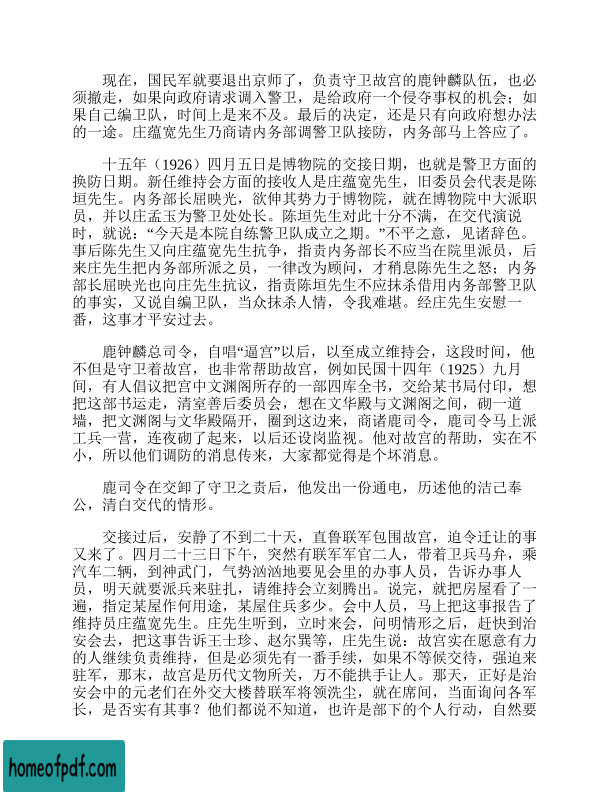 现在，国民军就要退出京师了，负责守卫故宫的鹿钟麟队伍，也必
须撤走，如果向政府请求调入警卫，是给政府一个侵夺事权的机会；如
果自己编卫队，时间上是来不及。最后的决定，还是只有向政府想办法
的一途。庄蕴宽先生乃商请内务部调警卫队接防，内务部马上答应了。
十五年（1926）四月五日是博物院的交接日期，也就是警卫方面的
换防日期。新任维持会方面的接收人是庄蕴宽先生，旧委员会代表是陈
垣先生。内务部长屈映光，欲伸其势力于博物院，就在博物院中大派职
员，并以庄孟玉为警卫处处长。陈垣先生对此十分不满，在交代演说
时，就说：“今天是本院自练警卫队成立之期。”不平之意，见诸辞色。
事后陈先生又向庄蕴宽先生抗争，指责内务部长不应当在院里派员，后
来庄先生把内务部所派之员，一律改为顾问，才稍息陈先生之怒；内务
部长屈映光也向庄先生抗议，指责陈垣先生不应抹杀借用内务部警卫队
的事实，又说自编卫队，当众抹杀人情，令我难堪。经庄先生安慰一
番，这事才平安过去。
鹿钟麟总司令，自唱“逼宫”以后，以至成立维持会，这段时间，他
不但是守卫着故宫，也非常帮助故宫，例如民国十四年（1925）九月
间，有人倡议把宫中文渊阁所存的一部四库全书，交给某书局付印，想
把这部书运走，清室善后委员会，想在文华殿与文渊阁之间，砌一道
墙，把文渊阁与文华殿隔开，圈到这边来，商诸鹿司令，鹿司令马上派
工兵一营，连夜砌了起来，以后还设岗监视。他对故宫的帮助，实在不
小，所以他们调防的消息传来，大家都觉得是个坏消息。
鹿司令在交卸了守卫之责后，他发出一份通电，历述他的洁己奉
公，清白交代的情形。
交接过后，安静了不到二十天，直鲁联军包围故宫，迫令迁让的事
又来了。四月二十三日下午，突然有联军军官二人，带着卫兵马弁，乘
汽车二辆，到神武门，气势汹汹地要见会里的办事人员，告诉办事人
员，明天就要派兵来驻扎，请维持会立刻腾出。说完，就把房屋看了一
遍，指定某屋作何用途，某屋住兵多少。会中人员，马上把这事报告了
维持员庄蕴宽先生。庄先生听到，立时来会，问明情形之后，赶快到治
安会去，把这事告诉王士珍、赵尔巽等，庄先生说：故宫实在愿意有力
的人继续负责维持，但是必须先有一番手续，如果不等候交待，强迫来
驻军，那末，故宫是历代文物所关，万不能拱手让人。那天，正好是治
安会中的元老们在外交大楼替联军将领洗尘，就在席间，当面询问各军
长，是否实有其事？他们都说不知道，也许是部下的个人行动，自然要
homeofpdf.com